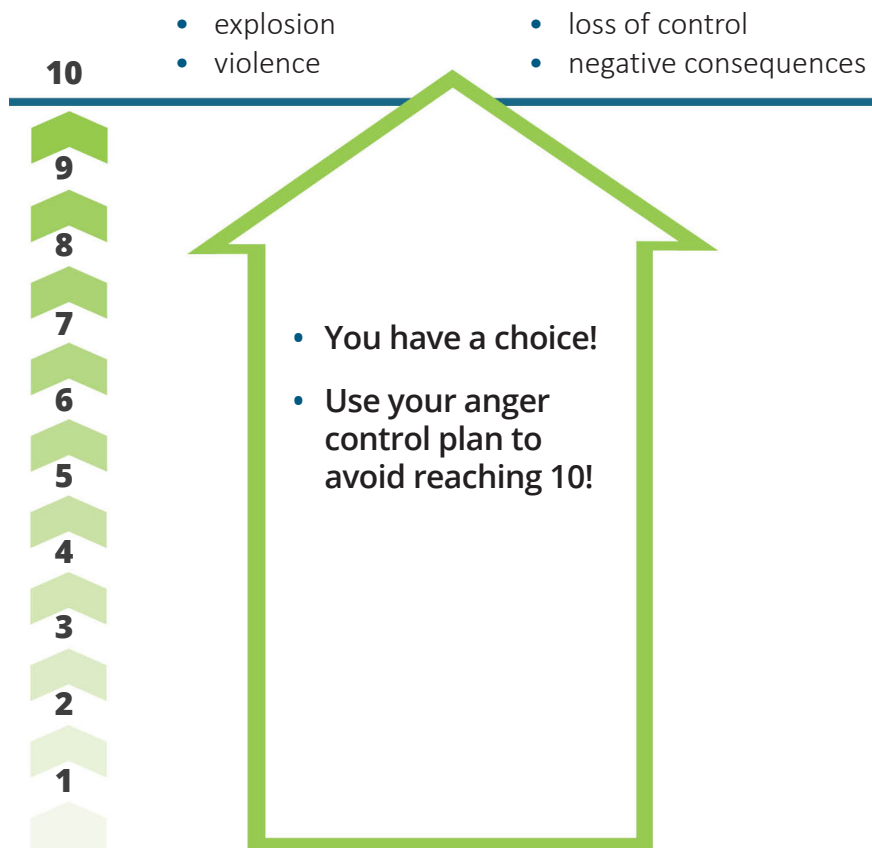 • explosion
• violence
• loss of control
• negative consequences
10
9
8
7
6
5
4
3
2
1
• You have a choice!
• Use your anger
control plan to
avoid reaching 10!